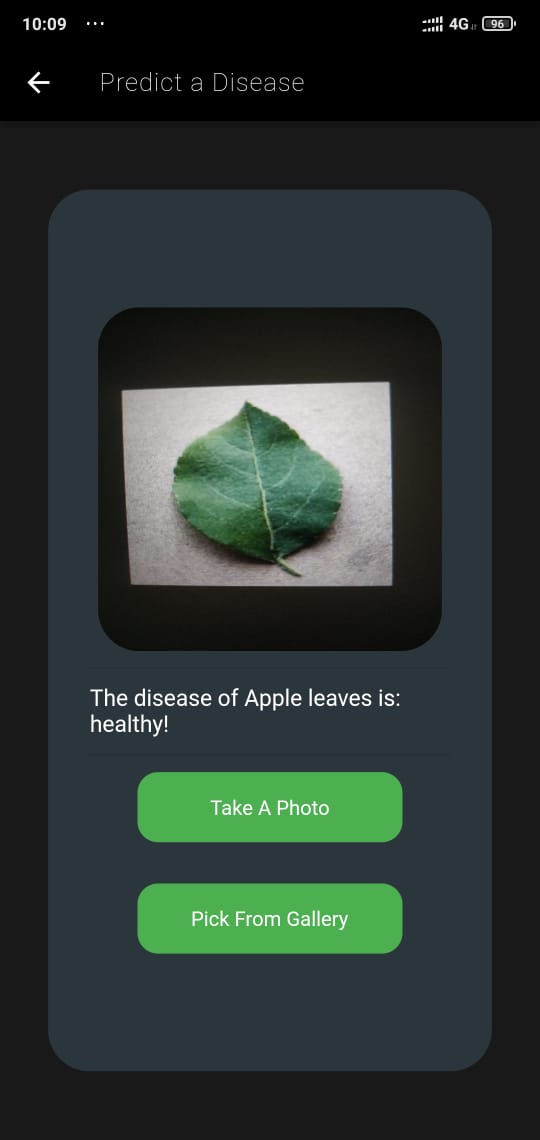 10:09 ... 4G 96
Predict a Disease
The disease of Apple leaves is:
healthy!
Take A Photo
Pick From Gallery